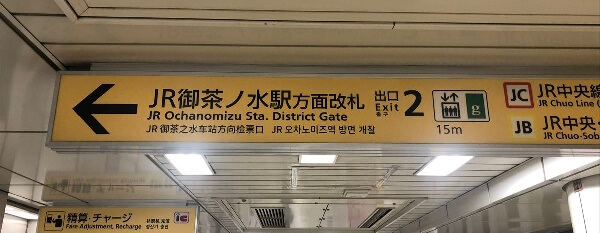 JR御茶ノ水駅方面改札
JR Ochanomizu Sta. District Gate
JR 御茶之水车站方向检票口 JR 오차노미즈역 방면 개찰
出口
Exit
2
g
15m
JC JR中央線
JR Chuo Line (
JB JR中央・
JR Chuo-Sob
精算・チャージ
Fare Adjustment, Recharge